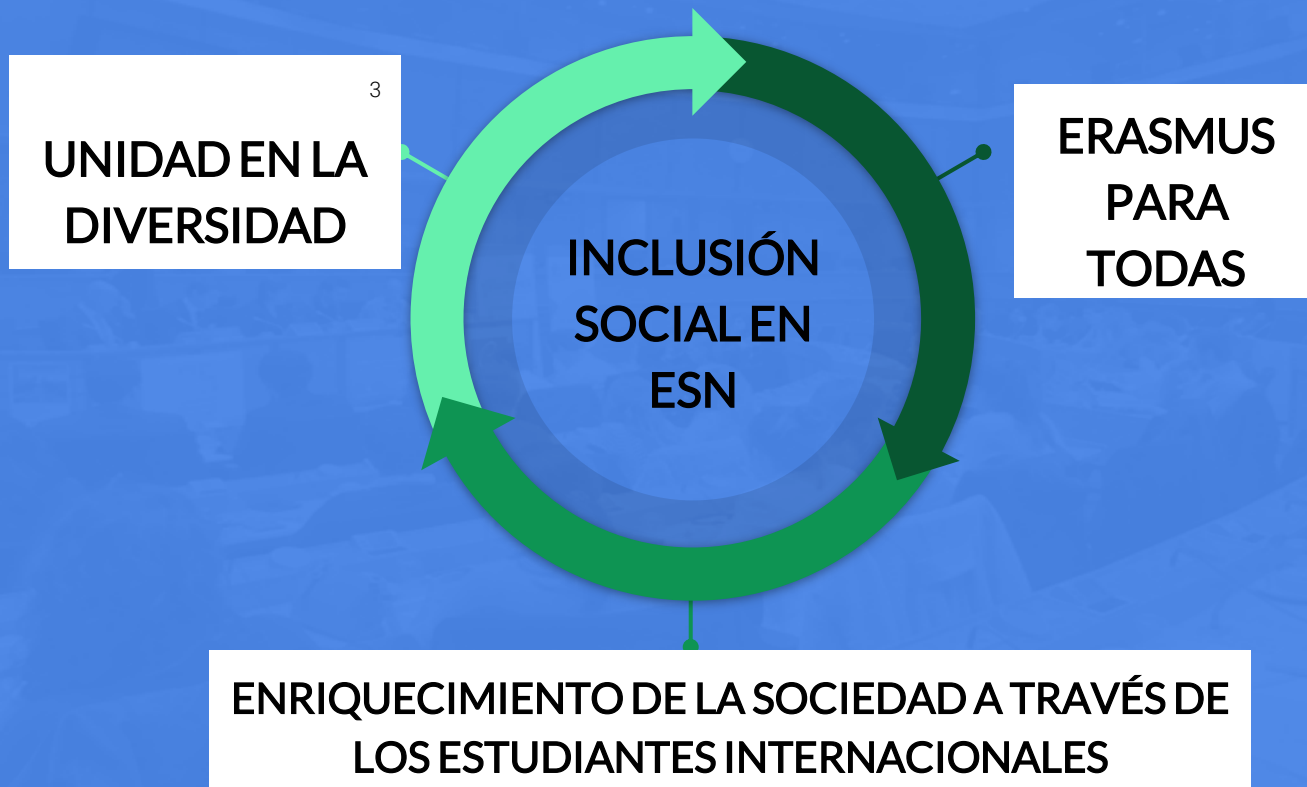 3
UNIDAD EN LA
DIVERSIDAD
ERASMUS
PARA
TODAS
INCLUSIÓN
SOCIAL EN
ESN
ENRIQUECIMIENTO DE LA SOCIEDAD A TRAVÉS DE
LOS ESTUDIANTES INTERNACIONALES